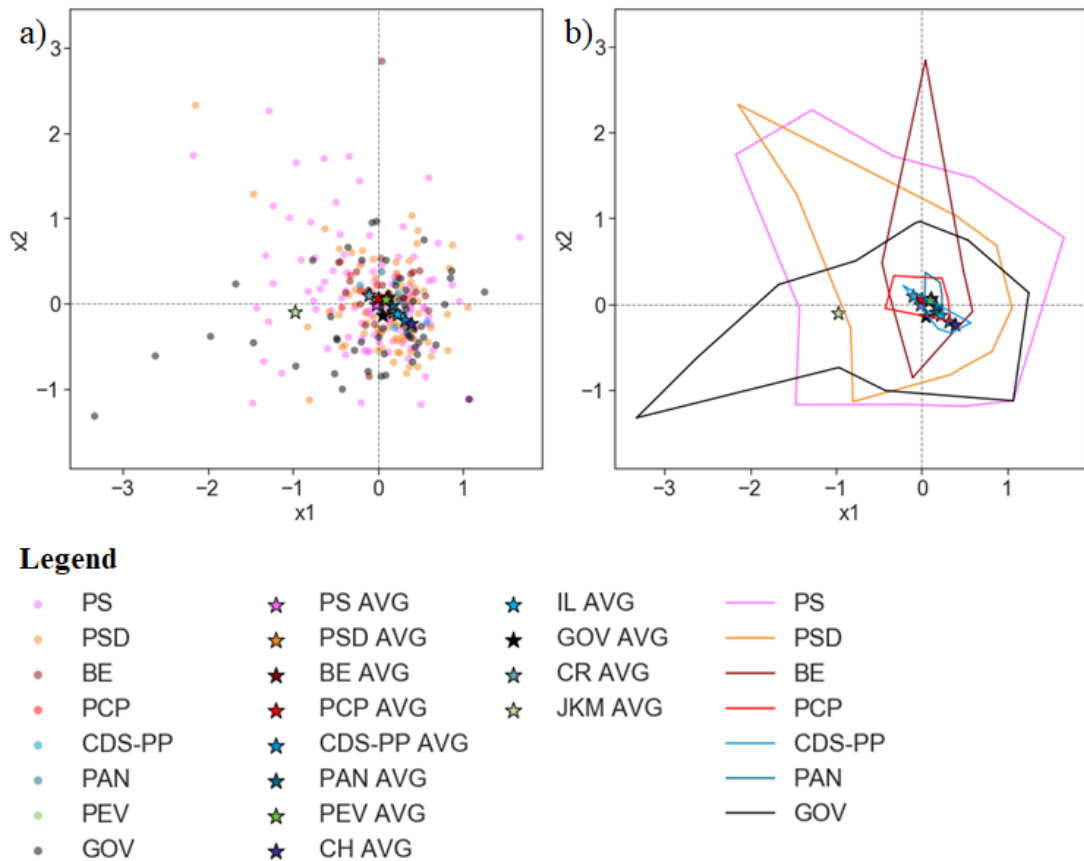 a)
3
2
1
0
−1
x2
−3
−2
−1
0
1
x1
b)
3
2
1
0
−1
x2
−3
−2
−1
0
1
x1
Legend
PS
PSD
BE
PCP
CDS-PP
PAN
PEV
GOV
PS AVG
PSD AVG
BE AVG
PCP AVG
CDS-PP AVG
PAN AVG
PEV AVG
CH AVG
IL AVG
GOV AVG
CR AVG
JKM AVG
PS
PSD
BE
PCP
CDS-PP
PAN
GOV